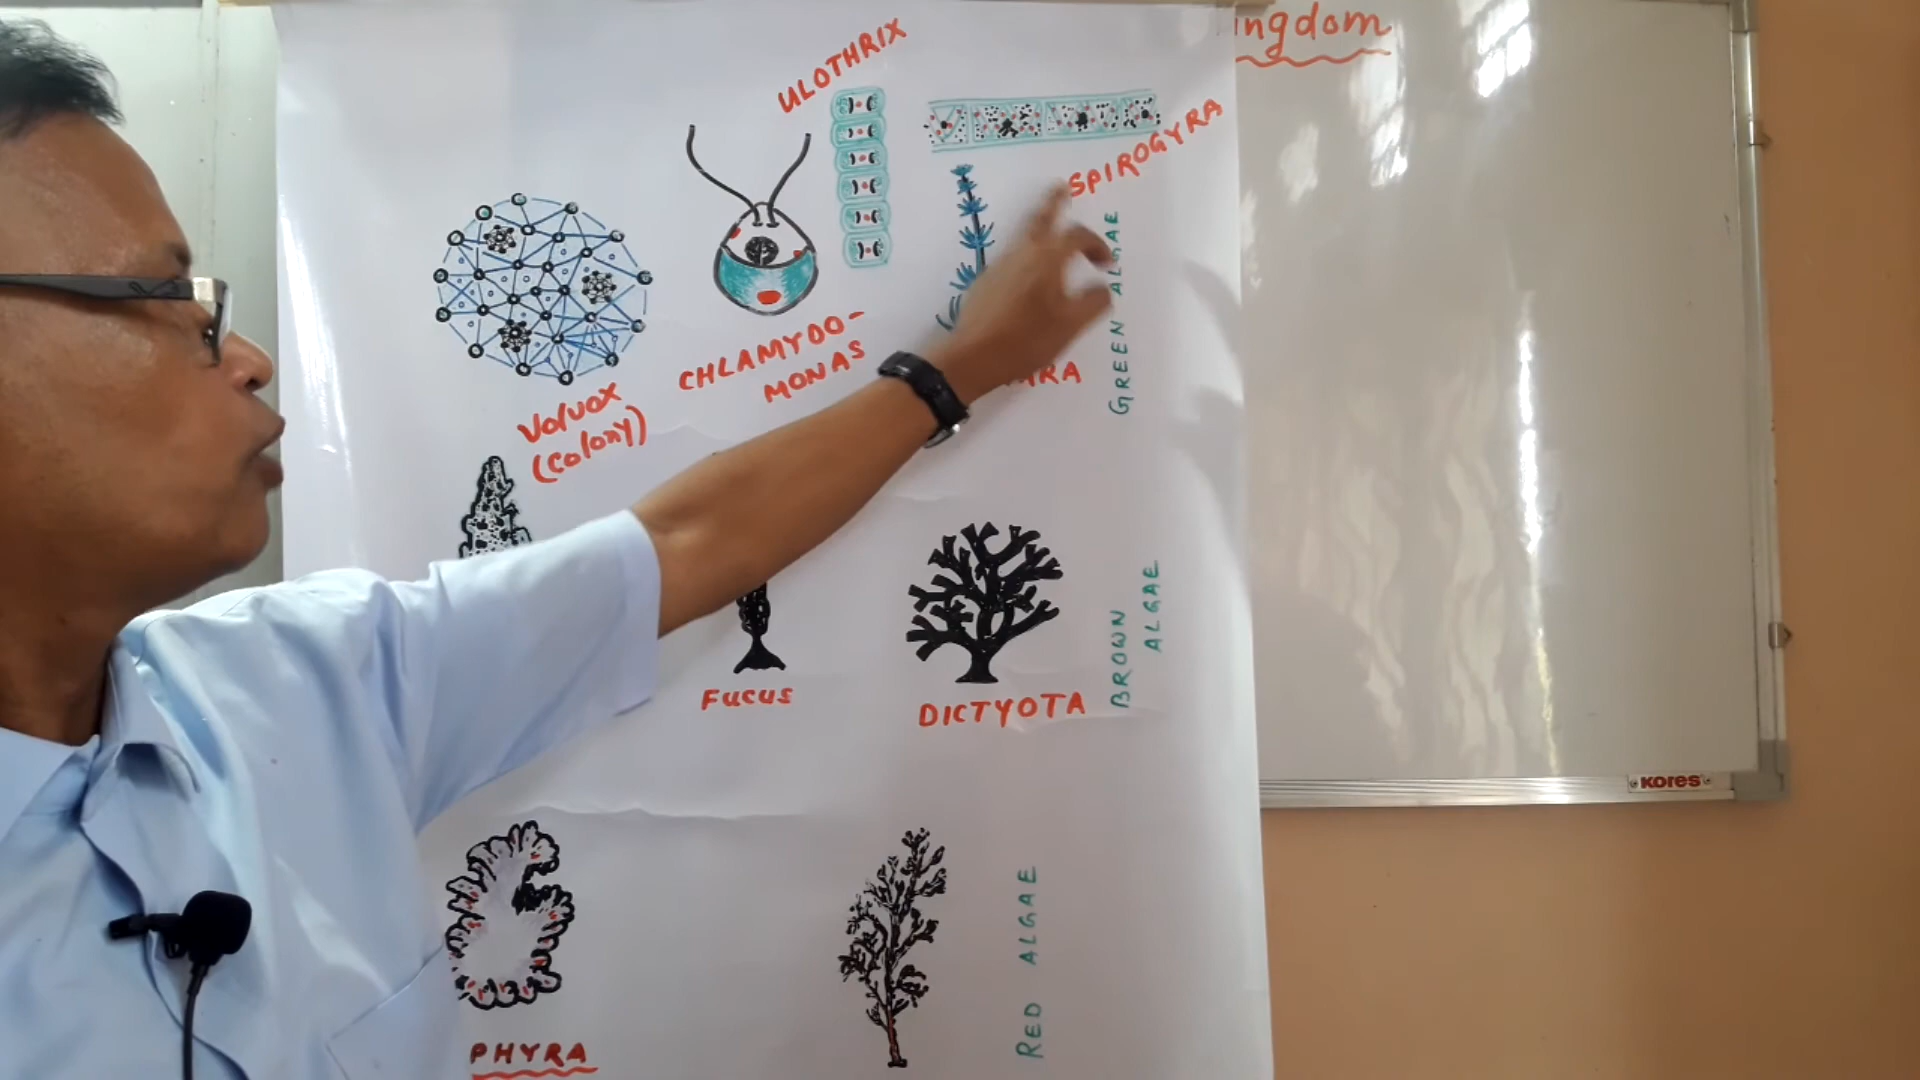 ingdom
ULOTHRIX
SPIROGYRA
CHLAMYDO-
MONAS
Volvox
(Colony)
GREEN ALGAE
FUCUS
DICTYOTA
BROWN
ALGAE
PHYRA
RED ALGAE
KORES